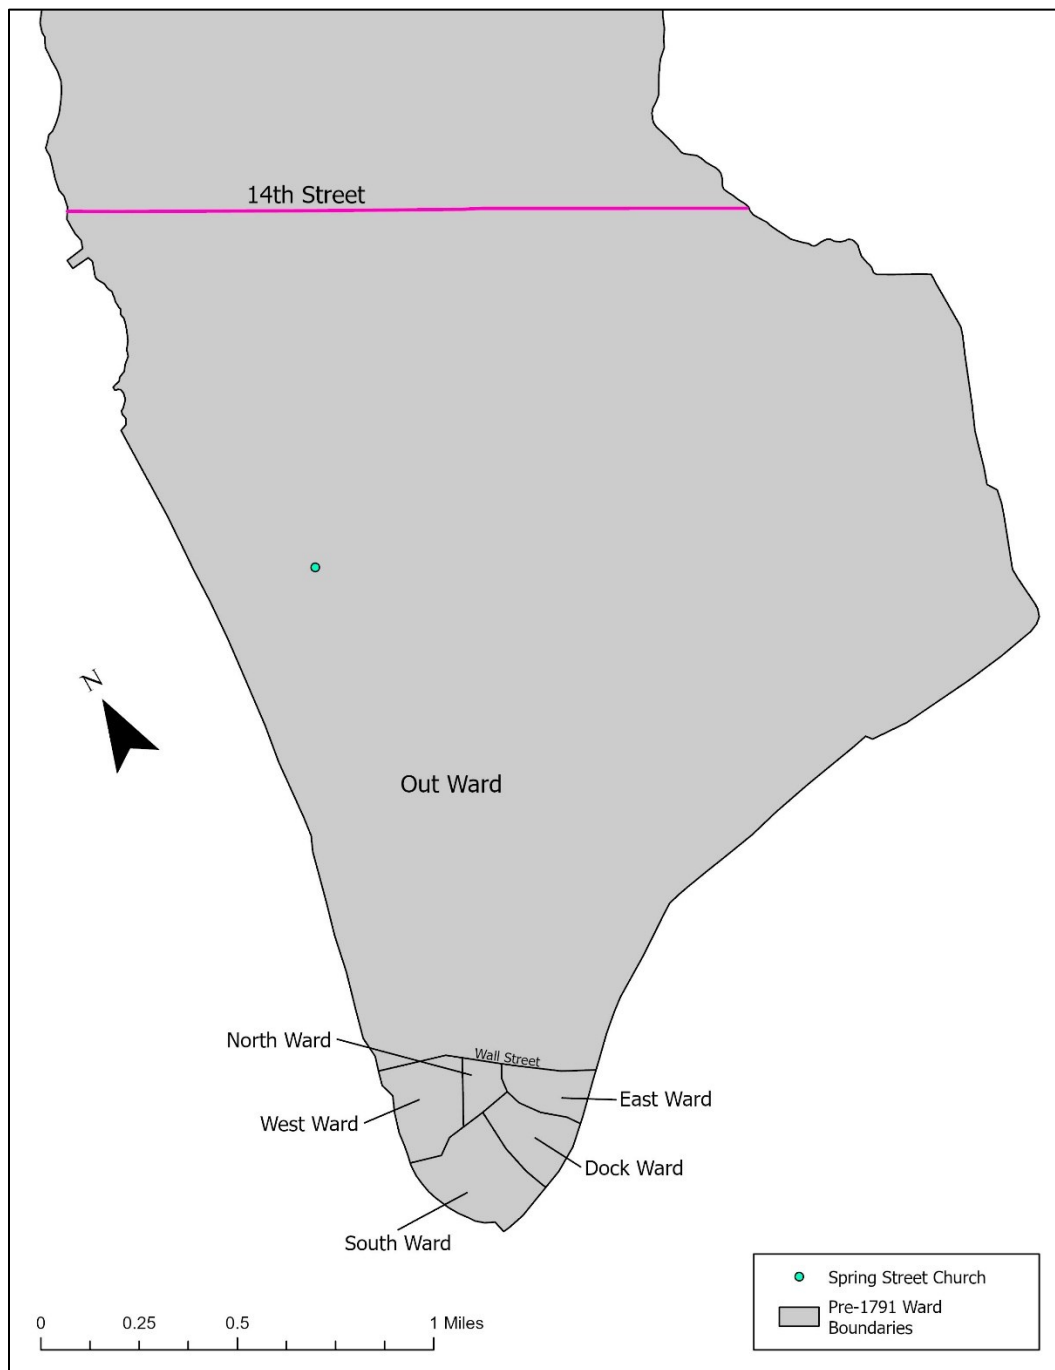 14th Street
N
Out Ward
North Ward
Wall Street
East Ward
West Ward
Dock Ward
South Ward
Spring Street Church
Pre-1791 Ward
Boundaries
0 0.25 0.5 1 Miles